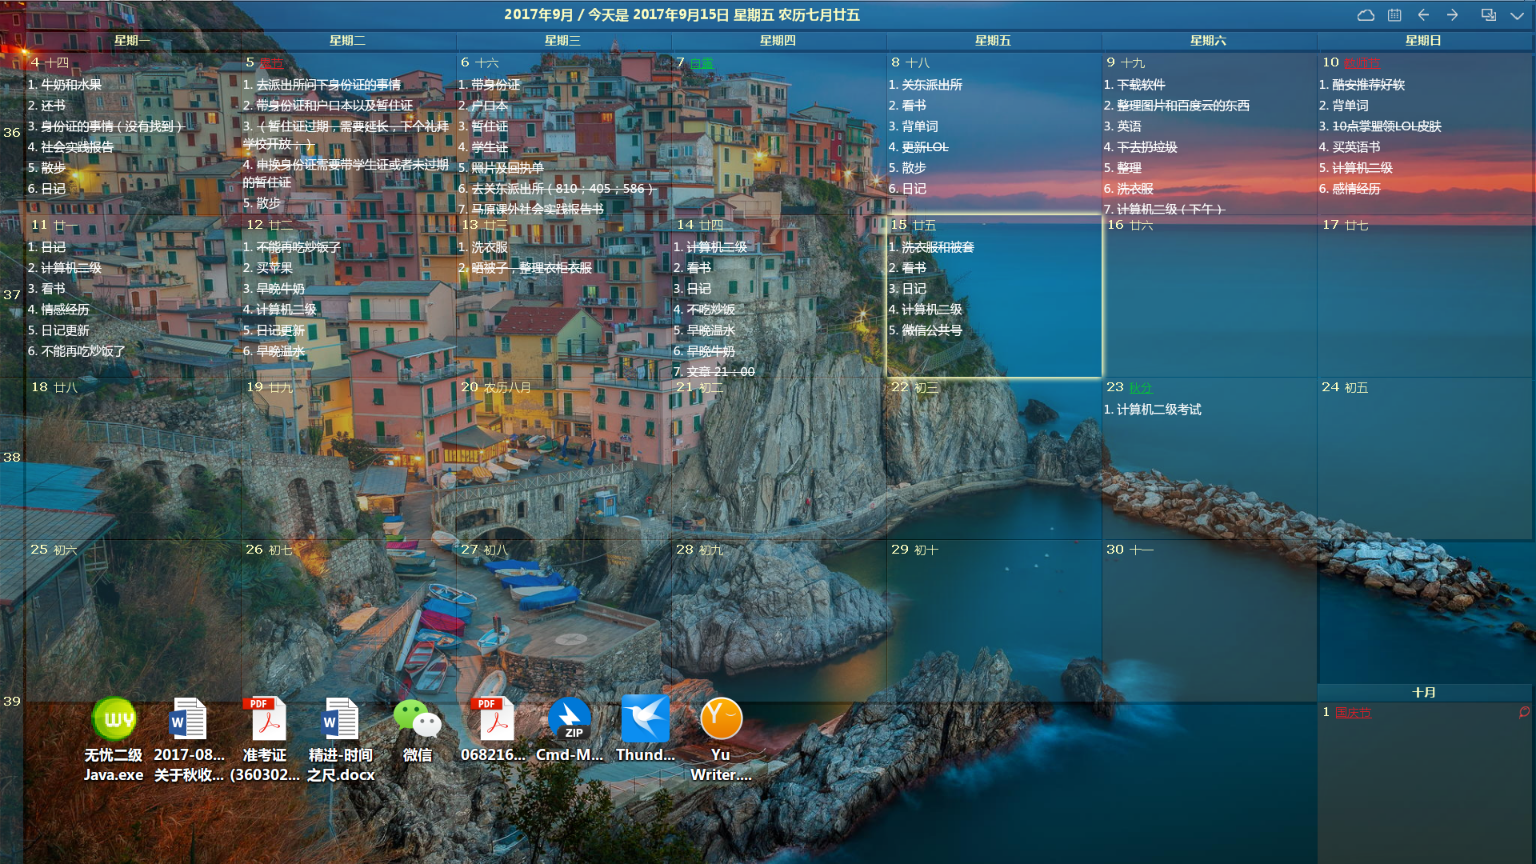 2017年9月 / 今天是 2017年9月15日 星期五 农历七月廿五
星期一 星期二 星期三 星期四 星期五 星期六 星期日
36
4 十四
1. 牛奶和水果
2. 还书
3. 身份证的事情（没有找到）
4. 社会实践报告
5. 散步
6. 日记
5
1. 去派出所问下身份证的事情
2. 带身份证和户口本以及暂住证
3. （暂住证过期，需要延长，下个礼拜
学校开放；）
4. 申换身份证需要带学生证或者未过期
的暂住证
5. 散步
6 十六
1. 带身份证
2. 户口本
3. 暂住证
4. 学生证
5. 照片及回执单
6. 去关东派出所（810；405；586）
7. 马原课外社会实践报告书
7 白露
8 十八
1. 关东派出所
2. 看书
3. 背单词
4. 更新LOL
5. 散步
6. 日记
9 十九
1. 下载软件
2. 整理图片和百度云的东西
3. 英语
4. 下去扔垃圾
5. 整理
6. 洗衣服
7. 计算机二级（下午）
10 教师节
1. 酷安推荐好软
2. 背单词
3. 10点掌盟领LOL皮肤
4. 买英语书
5. 计算机二级
6. 感情经历
37
11 廿一
1. 日记
2. 计算机二级
3. 看书
4. 情感经历
5. 日记更新
6. 不能再吃炒饭了
12 廿二
1. 不能再吃炒饭了
2. 买苹果
3. 早晚牛奶
4. 计算机二级
5. 日记更新
6. 早晚温水
13 廿三
1. 洗衣服
2. 晒被子，整理衣柜衣服
14 廿四
1. 计算机二级
2. 看书
3. 日记
4. 不吃炒饭
5. 早晚温水
6. 早晚牛奶
7. 文章 21：00
15 廿五
1. 洗衣服和被套
2. 看书
3. 日记
4. 计算机二级
5. 微信公共号
16 廿六
17 廿七
38
18 廿八
19 廿九
20 农历八月
21 初二
22 初三
23 秋分
1. 计算机二级考试
24 初五
39
25 初六
26 初七
27 初八
28 初九
29 初十
30 十一
十月
1 国庆节
无忧二级
Java.exe
2017-08...
关于秋收...
准考证
(360302...
精进-时间
之尺.docx
微信
068216...
Cmd-M...
Thund...
Yu
Writer....
WY
W
PDF
W
PDF
ZIP